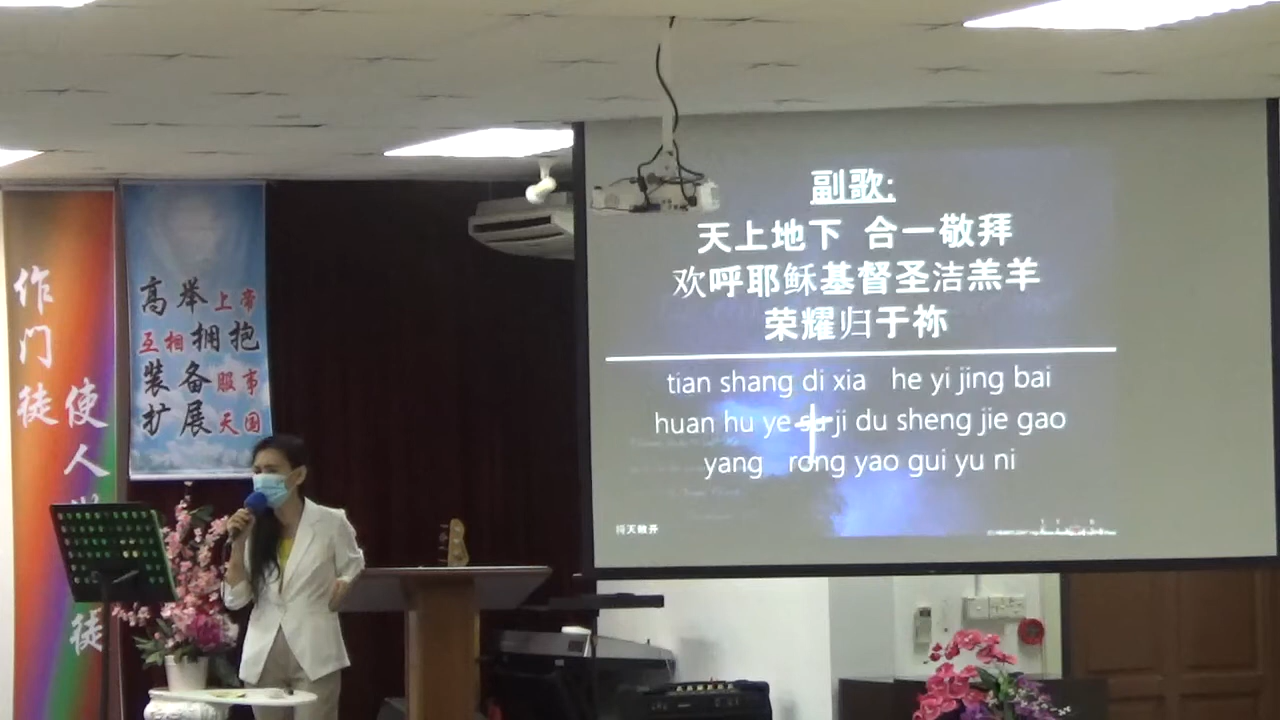 作门徒
使人
徒
高举上帝
互相拥抱
装备服事
扩展天国
副歌:
天上地下 合一敬拜
欢呼耶稣基督圣洁羔羊
荣耀归于祢
tian shang di xia he yi jing bai
huan hu ye su ji du sheng jie gao
yang rong yao gui yu ni